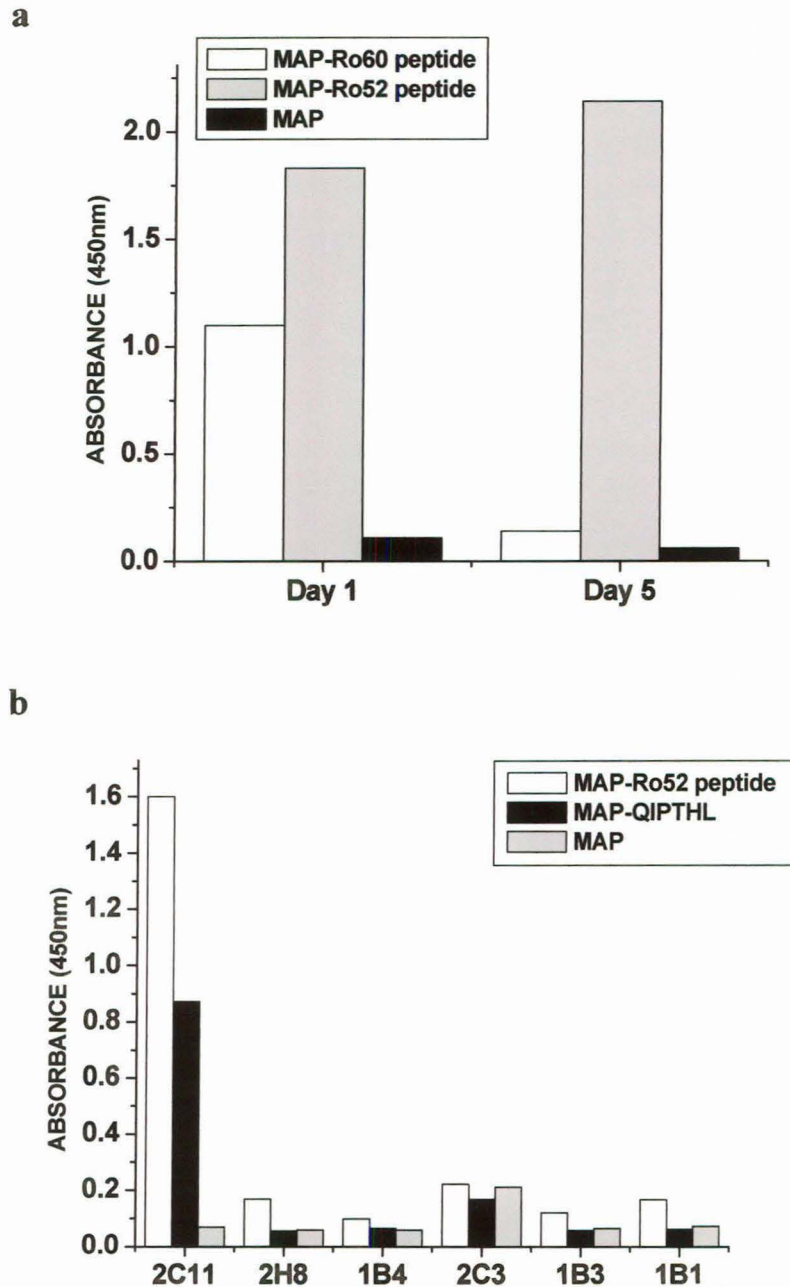 a
MAP-Ro60 peptide
MAP-Ro52 peptide
MAP
ABSORBANCE (450nm)
2.0
1.5
1.0
0.5
0.0
Day 1
Day 5
b
MAP-Ro52 peptide
MAP-QIPTHL
MAP
ABSORBANCE (450nm)
1.6
1.4
1.2
1.0
0.8
0.6
0.4
0.2
0.0
2C11 2H8 1B4 2C3 1B3 1B1